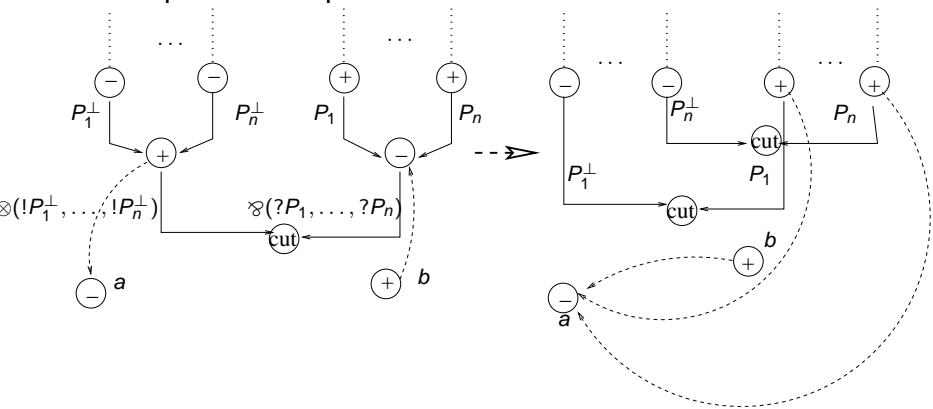 ... ... ... ...
− − + + − − + +
P₁^⊥ Pₙ^⊥ P₁ Pₙ Pₙ^⊥ Pₙ
+ − cut
P₁^⊥ P₁
⊗(!P₁^⊥, . . . , !Pₙ^⊥) ⅋(?P₁, . . . , ?Pₙ) cut
cut
b
+
− a + b −
a